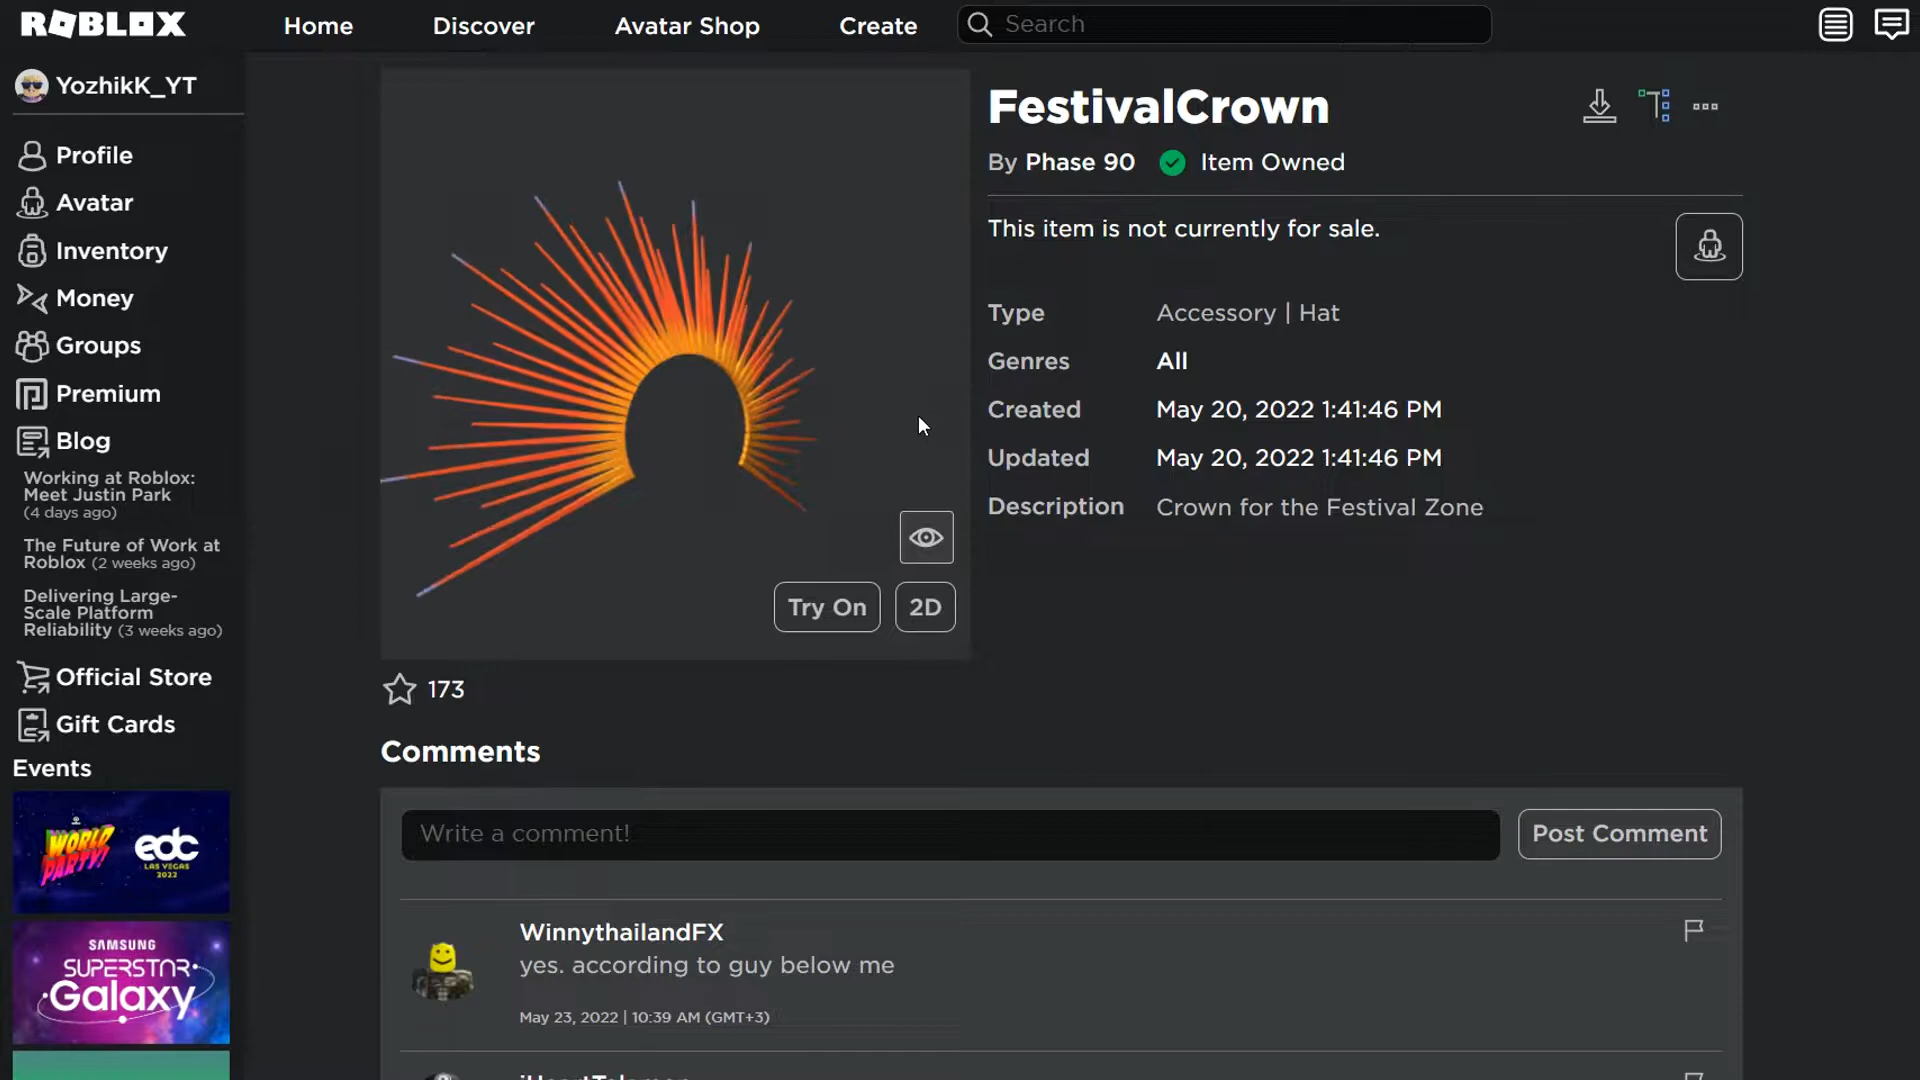 ROBLOX
Home
Discover
Avatar Shop
Create
Search
YozhikK_YT
Profile
Avatar
Inventory
Money
Groups
Premium
Blog
Working at Roblox:
Meet Justin Park
(4 days ago)
The Future of Work at
Roblox (2 weeks ago)
Delivering Large-
Scale Platform
Reliability (3 weeks ago)
Official Store
Gift Cards
Events
WORLD
PARTY!
edc
LAS VEGAS
2022
SAMSUNG
SUPERSTAR
Galaxy
Try On
2D
173
FestivalCrown
By Phase 90 Item Owned
This item is not currently for sale.
Type Accessory | Hat
Genres All
Created May 20, 2022 1:41:46 PM
Updated May 20, 2022 1:41:46 PM
Description Crown for the Festival Zone
Comments
Write a comment!
Post Comment
WinnythailandFX
yes. according to guy below me
May 23, 2022 | 10:39 AM (GMT+3)